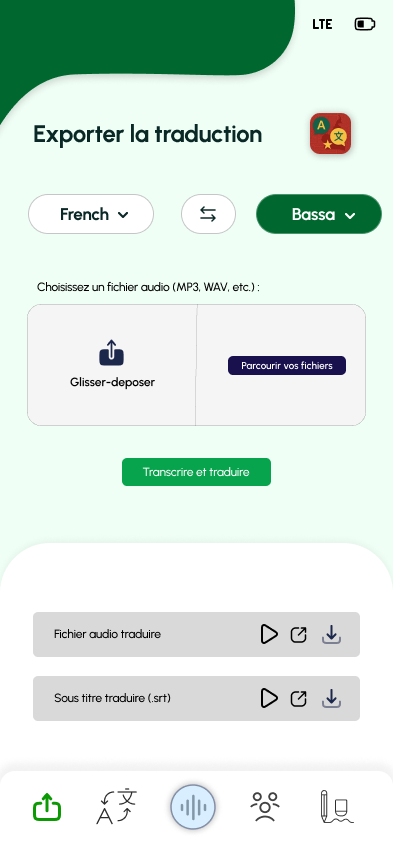 LTE
Exporter la traduction
A
文
French
Bassa
Choisissez un fichier audio (MP3, WAV, etc.) :
Glisser-deposer
Parcourir vos fichiers
Transcrire et traduire
Fichier audio traduire
Sous titre traduire (.srt)
文
A